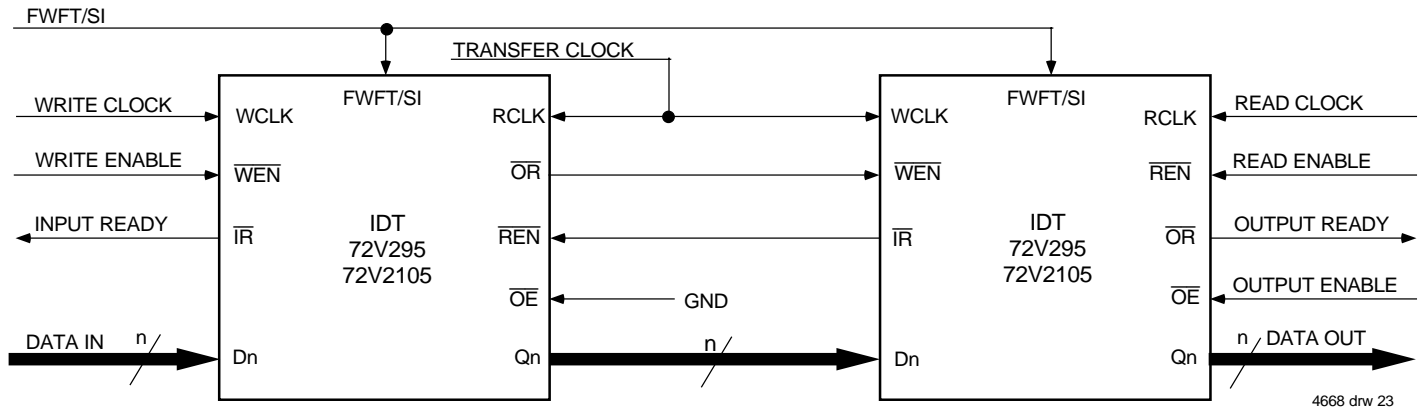 FWFT/SI
TRANSFER CLOCK
FWFT/SI
FWFT/SI
WRITE CLOCK
WCLK
RCLK
WCLK
RCLK
READ CLOCK
WRITE ENABLE
WEN
OR
WEN
REN
READ ENABLE
INPUT READY
IR
IDT
72V295
72V2105
REN
IR
IDT
72V295
72V2105
OR
OUTPUT READY
OE
GND
OE
OUTPUT ENABLE
DATA IN
n
Dn
Qn
n
Dn
Qn
n
DATA OUT
4668 drw 23